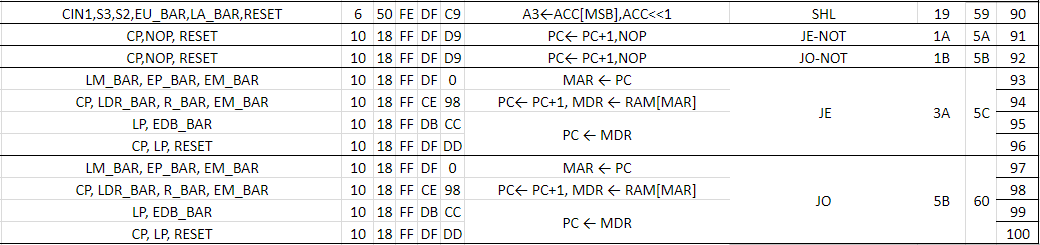 CIN1,S3,S2,EU_BAR,LA_BAR,RESET 6 50 FE DF C9 A3←ACC[MSB],ACC<<1 SHL 19 59 90
CP,NOP, RESET 10 18 FF DF D9 PC← PC+1,NOP JE-NOT 1A 5A 91
CP,NOP, RESET 10 18 FF DF D9 PC← PC+1,NOP JO-NOT 1B 5B 92
LM_BAR, EP_BAR, EM_BAR 10 18 FF DF 0 MAR ← PC 93
CP, LDR_BAR, R_BAR, EM_BAR 10 18 FF CE 98 PC← PC+1, MDR ← RAM[MAR] 94
JE 3A 5C
LP, EDB_BAR 10 18 FF DB CC 95
PC ← MDR
CP, LP, RESET 10 18 FF DF DD 96
LM_BAR, EP_BAR, EM_BAR 10 18 FF DF 0 MAR ← PC 97
CP, LDR_BAR, R_BAR, EM_BAR 10 18 FF CE 98 PC← PC+1, MDR ← RAM[MAR] 98
JO 5B 60
LP, EDB_BAR 10 18 FF DB CC 99
PC ← MDR
CP, LP, RESET 10 18 FF DF DD 100